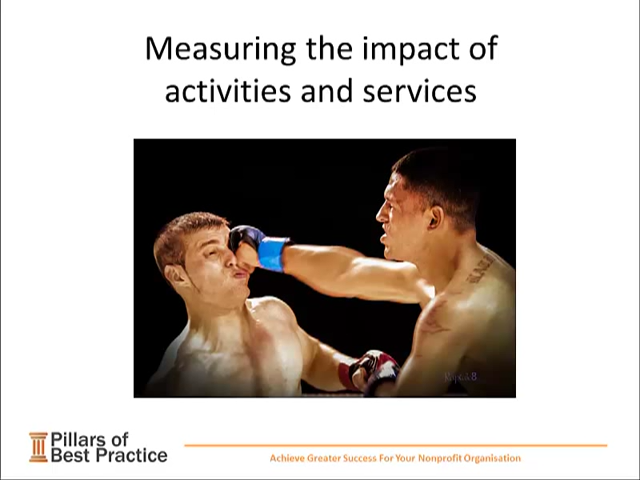 Measuring the impact of
activities and services
Pillars of
Best Practice
Achieve Greater Success For Your Nonprofit Organisation